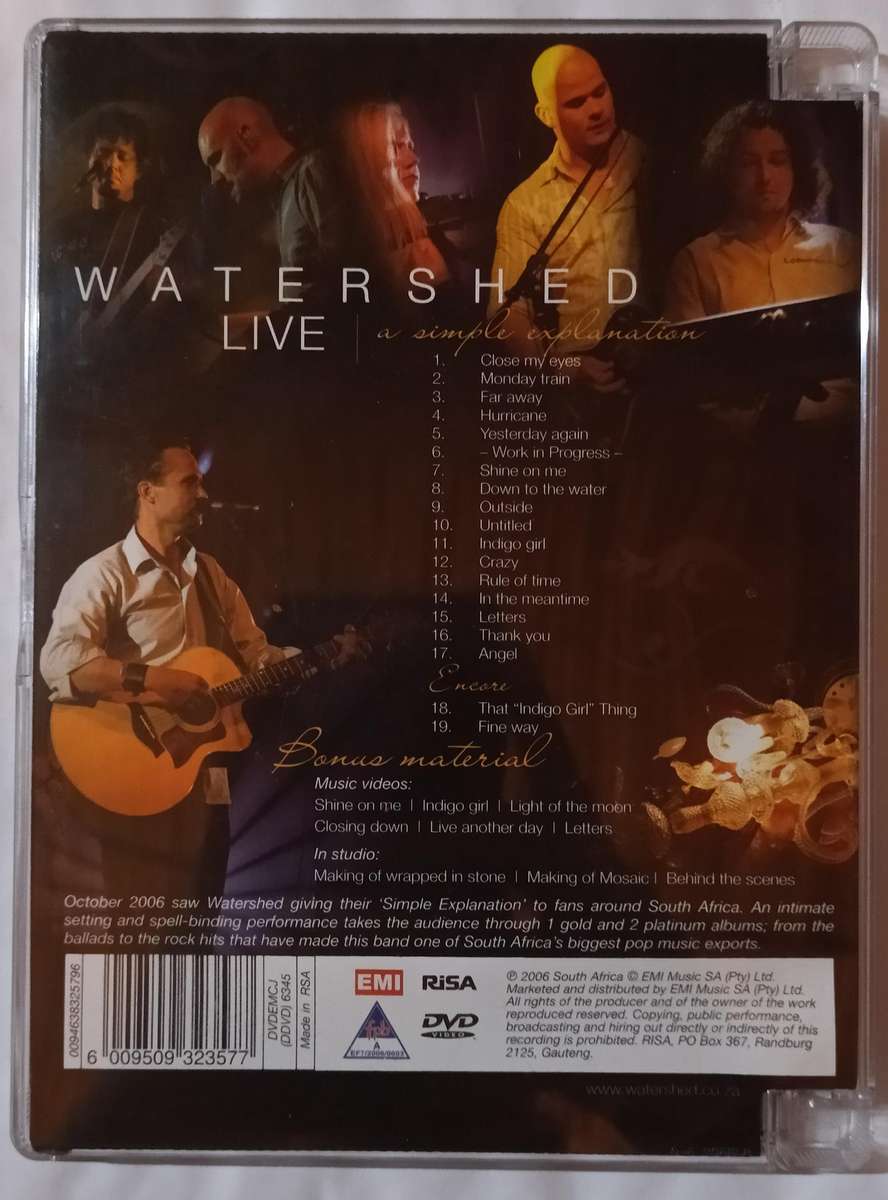 WATERSHED
LIVE | a simple explanation
1. Close my eyes
2. Monday train
3. Far away
4. Hurricane
5. Yesterday again
6. – Work in Progress –
7. Shine on me
8. Down to the water
9. Outside
10. Untitled
11. Indigo girl
12. Crazy
13. Rule of time
14. In the meantime
15. Letters
16. Thank you
17. Angel
Encore
18. That "Indigo Girl" Thing
19. Fine way
Bonus material
Music videos:
Shine on me | Indigo girl | Light of the moon
Closing down | Live another day | Letters
In studio:
Making of wrapped in stone | Making of Mosaic | Behind the scenes
October 2006 saw Watershed giving their 'Simple Explanation' to fans around South Africa. An intimate
setting and spell-binding performance takes the audience through 1 gold and 2 platinum albums; from the
ballads to the rock hits that have made this band one of South Africa's biggest pop music exports.
0094638325796
6 009509 323577
DVDEMCJ
(DDVD) 6345
Made in RSA
EMI
RiSA
fpb
A
DVD
VIDEO
℗ 2006 South Africa © EMI Music SA (Pty) Ltd.
Marketed and distributed by EMI Music SA (Pty) Ltd.
All rights of the producer and of the owner of the work
reproduced reserved. Copying, public performance,
broadcasting and hiring out directly or indirectly of this
recording is prohibited. RISA, PO Box 367, Randburg
2125, Gauteng.
www.watershed.co.za